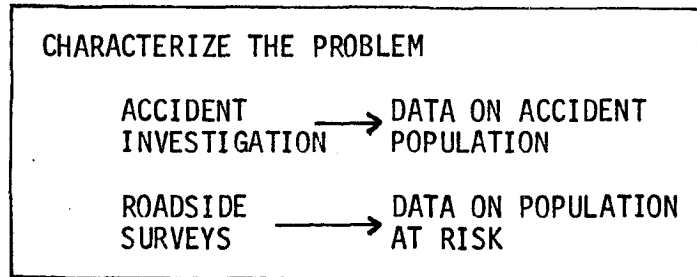 CHARACTERIZE THE PROBLEM
ACCIDENT INVESTIGATION → DATA ON ACCIDENT POPULATION
ROADSIDE SURVEYS → DATA ON POPULATION AT RISK